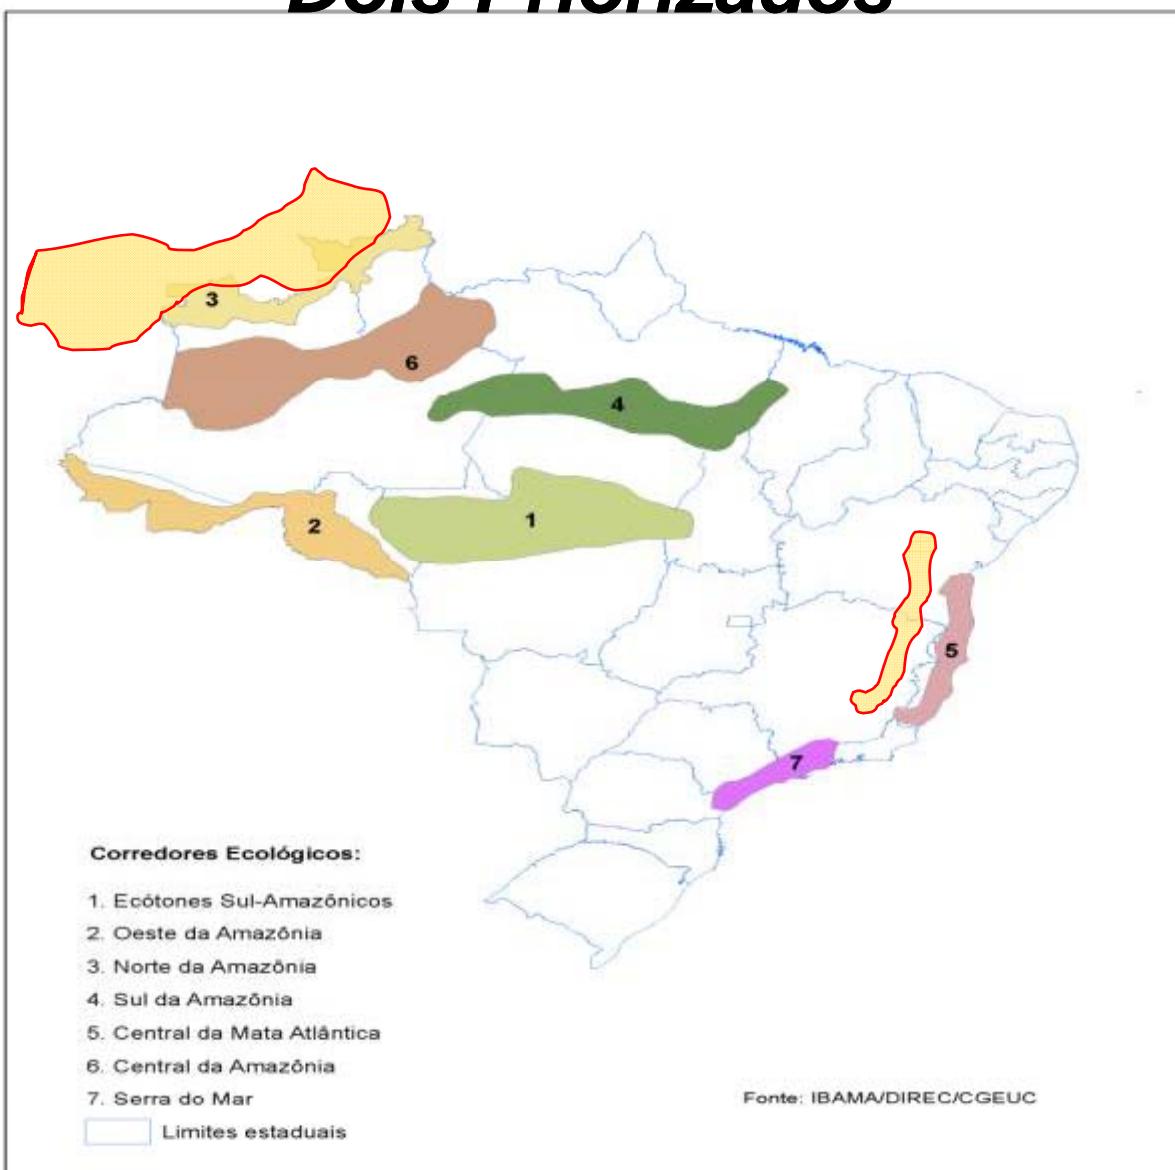 Dois Priorizados
3
6
4
2
1
5
7
Corredores Ecológicos:
1. Ecótones Sul-Amazônicos
2. Oeste da Amazônia
3. Norte da Amazônia
4. Sul da Amazônia
5. Central da Mata Atlântica
6. Central da Amazônia
7. Serra do Mar
Fonte: IBAMA/DIREC/CGEUC
Limites estaduais